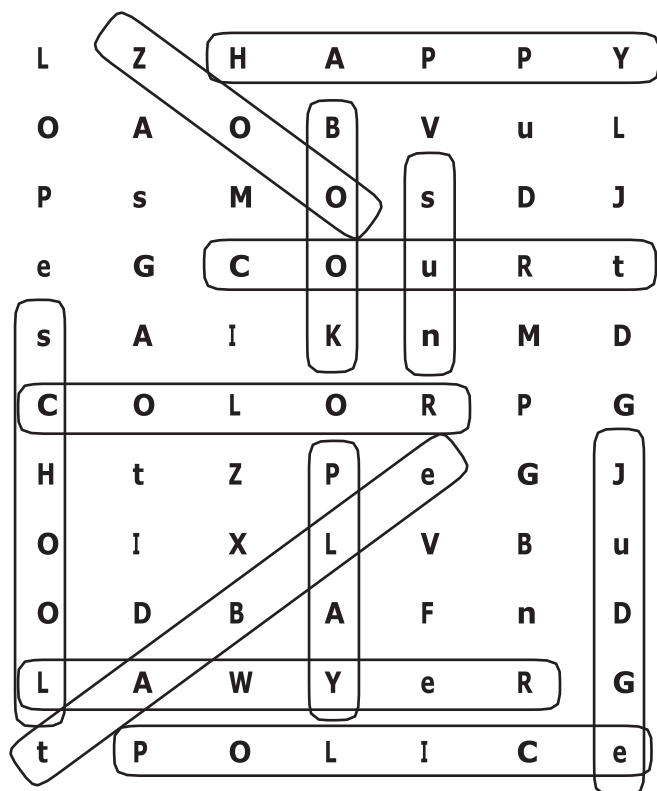 L Z H A P P Y
O A O B V u L
P s M O s D J
e G C O u R t
s A I K n M D
C O L O R P G
H t Z P e G J
O I X L V B u
O D B A F n D
L A W Y e R G
t P O L I C e